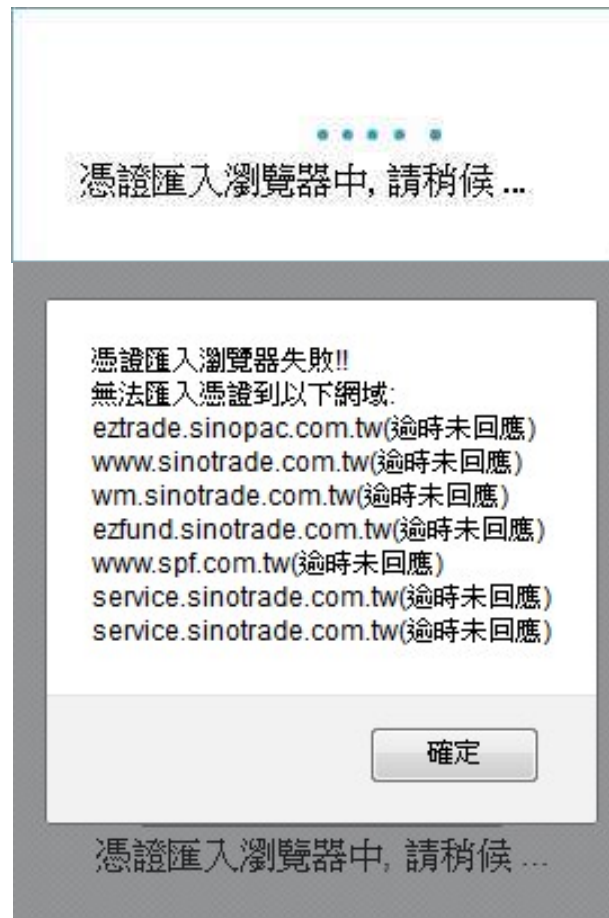 憑證匯入瀏覽器中, 請稍候 ...
憑證匯入瀏覽器失敗!!
無法匯入憑證到以下網域:
eztrade.sinopac.com.tw(逾時未回應)
www.sinotrade.com.tw(逾時未回應)
wm.sinotrade.com.tw(逾時未回應)
ezfund.sinotrade.com.tw(逾時未回應)
www.spf.com.tw(逾時未回應)
service.sinotrade.com.tw(逾時未回應)
service.sinotrade.com.tw(逾時未回應)
確定
憑證匯入瀏覽器中, 請稍候 ...